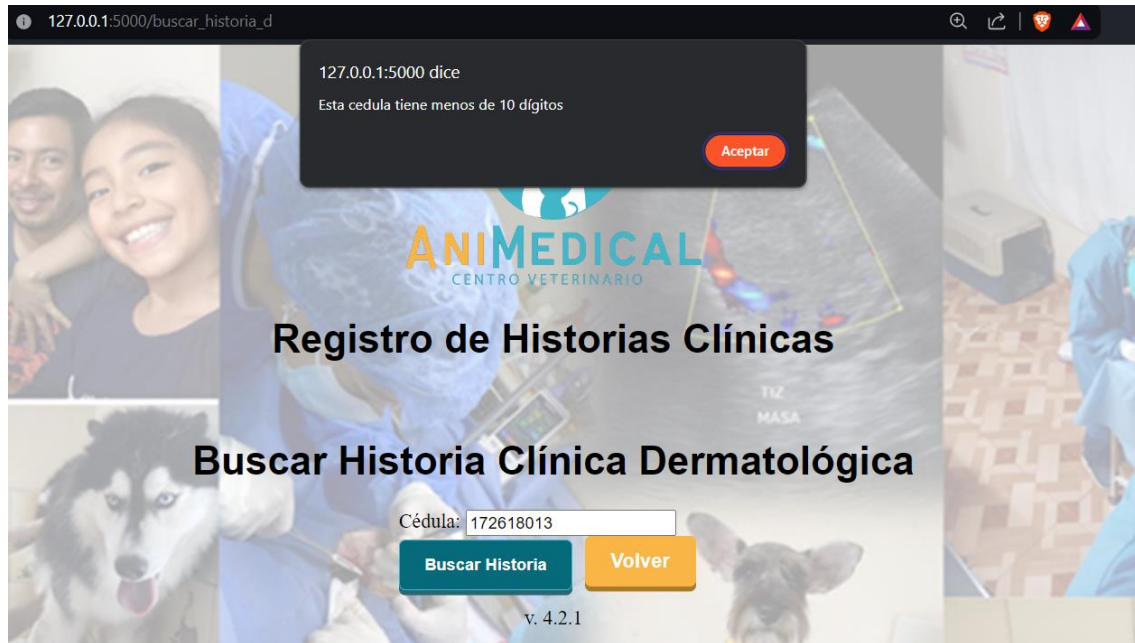 127.0.0.1:5000/buscar_historia_d
127.0.0.1:5000 dice
Esta cedula tiene menos de 10 dígitos
Aceptar
ANIMEDICAL
CENTRO VETERINARIO
Registro de Historias Clínicas
TIZ
MASA
Buscar Historia Clínica Dermatológica
Cédula: 172618013
Buscar Historia Volver
v. 4.2.1